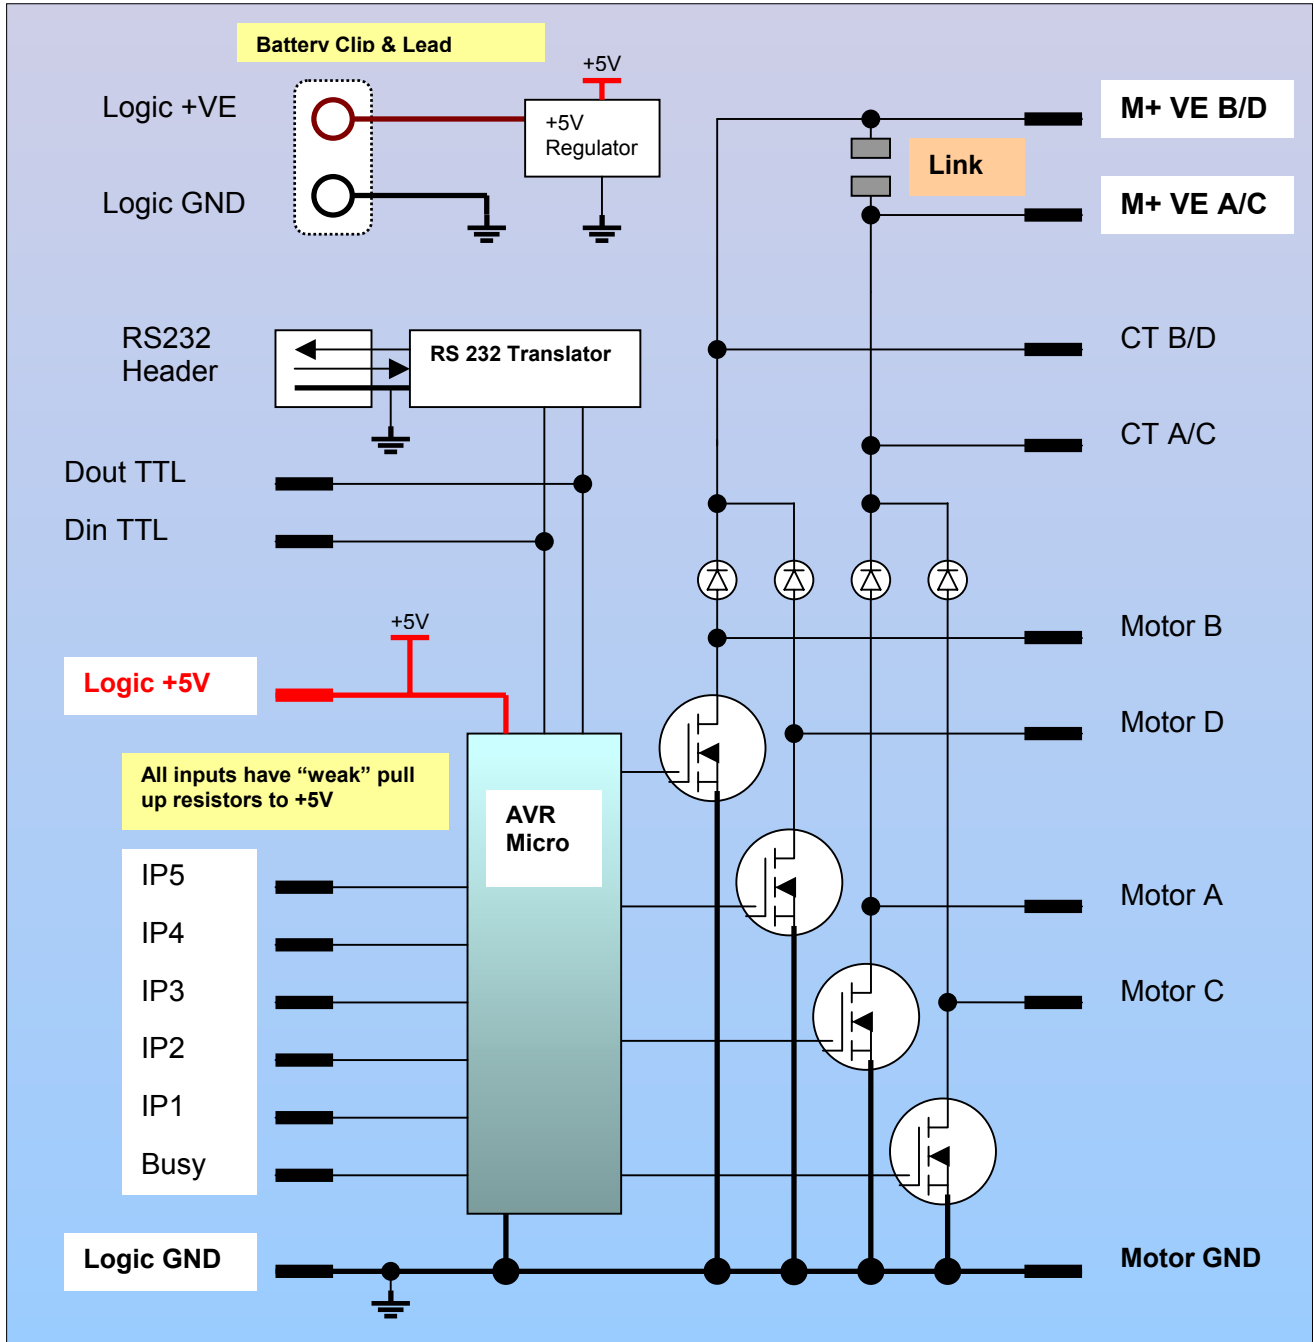 Battery Clip & Lead
+5V
Logic +VE
+5V
Regulator
M+ VE B/D
Link
Logic GND
M+ VE A/C
RS232
Header
RS 232 Translator
CT B/D
CT A/C
Dout TTL
Din TTL
+5V
Motor B
Logic +5V
Motor D
All inputs have “weak” pull
up resistors to +5V
AVR
Micro
IP5
Motor A
IP4
IP3
Motor C
IP2
IP1
Busy
Logic GND
Motor GND